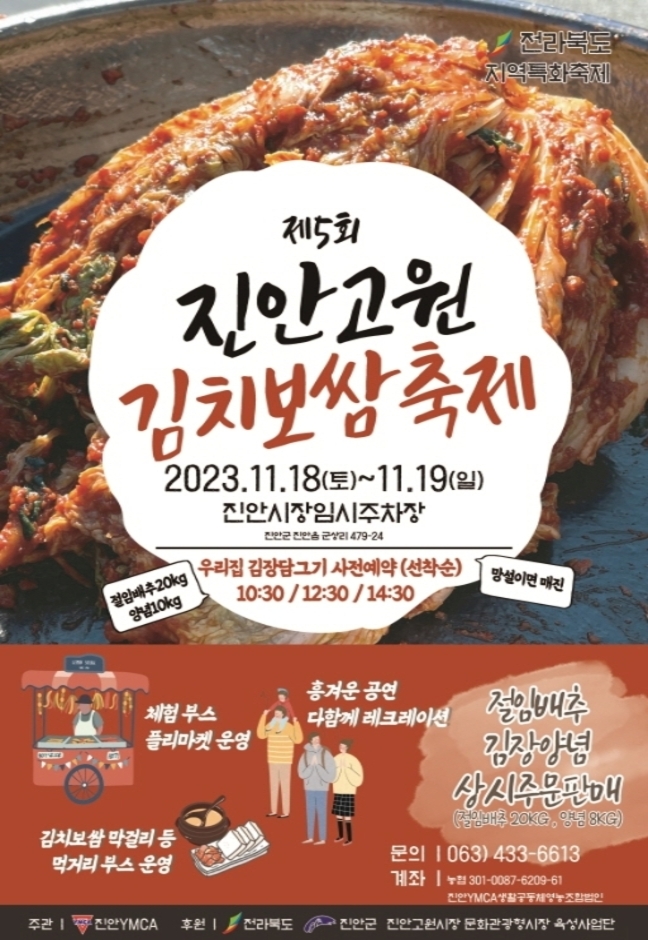 전라북도
지역특화축제
제5회
진안고원
김치보쌈축제
2023.11.18(토)~11.19(일)
진안시장임시주차장
진안군 진안읍 군상리 479-24
우리집 김장담그기 사전예약 (선착순)
10:30 / 12:30 / 14:30
절임배추20kg
양념10kg
망설이면 매진
체험 부스
플리마켓 운영
흥겨운 공연
다함께 레크레이션
김치보쌈 막걸리 등
먹거리 부스 운영
절임배추
김장양념
상시주문판매
(절임배추 20KG , 양념 8KG)
문의 | 063) 433-6613
계좌 | 농협 301-0087-6209-61
진안YMCA생활공동체영농조합법인
주관 | YMCA 진안YMCA 후원 | 전라북도 진안군 진안고원시장 문화관광형시장 육성사업단